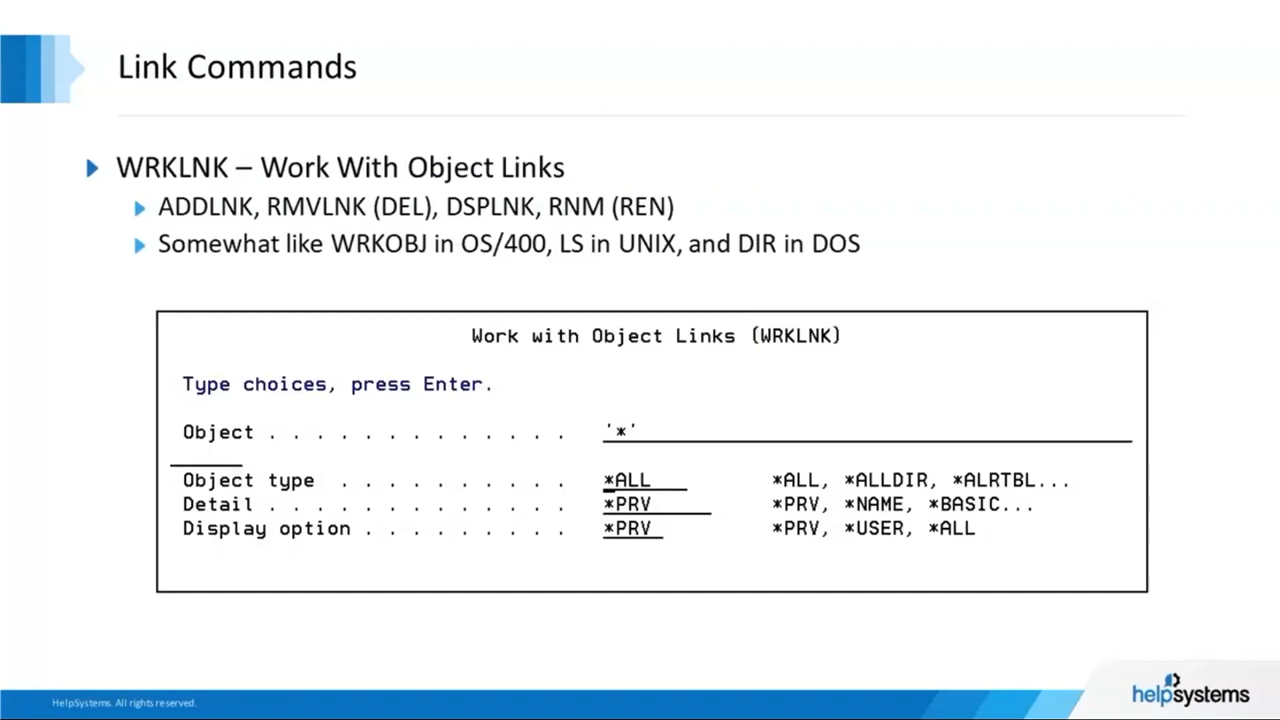 Link Commands
WRKLNK – Work With Object Links
ADDLNK, RMVLNK (DEL), DSPLNK, RNM (REN)
Somewhat like WRKOBJ in OS/400, LS in UNIX, and DIR in DOS
Work with Object Links (WRKLNK)
Type choices, press Enter.
Object . . . . . . . . . . . . . '*'
Object type . . . . . . . . . . *ALL *ALL, *ALLDIR, *ALRTBL...
Detail . . . . . . . . . . . . . *PRV *PRV, *NAME, *BASIC...
Display option . . . . . . . . . *PRV *PRV, *USER, *ALL
HelpSystems. All rights reserved.
helpsystems